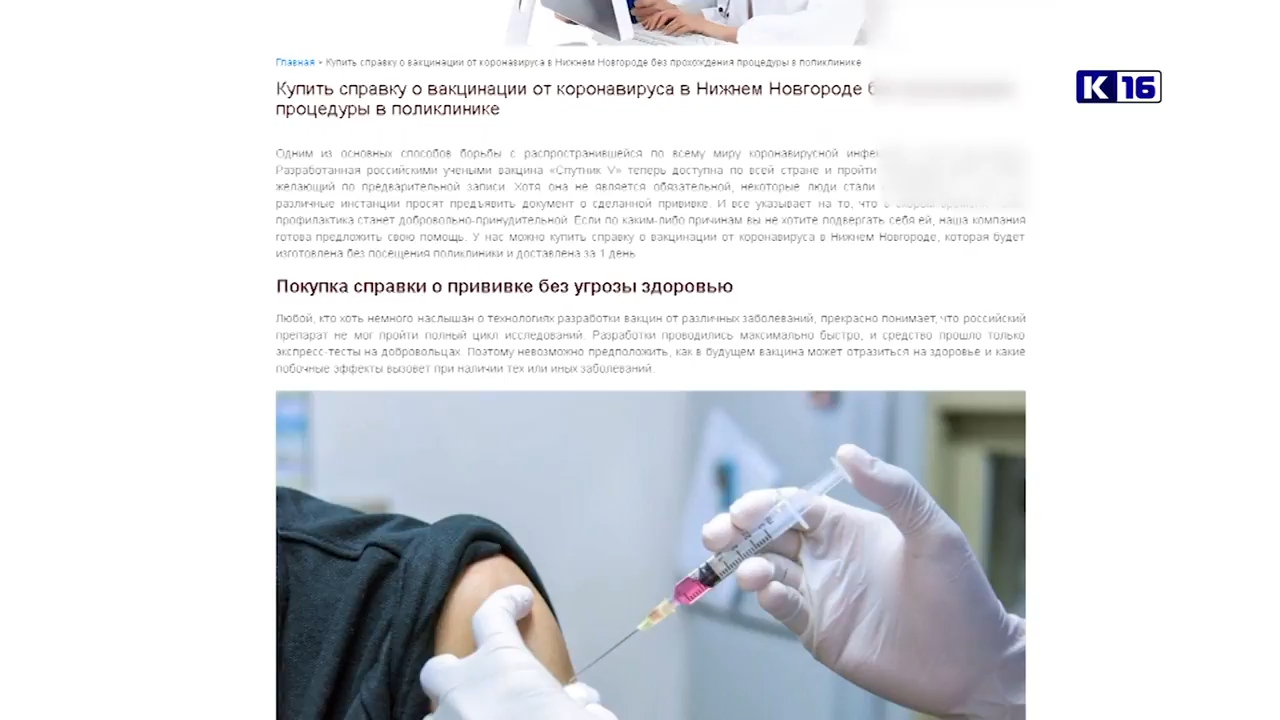 Главная » Купить справку о вакцинации от коронавируса в Нижнем Новгороде без прохождения процедуры в поликлинике
Купить справку о вакцинации от коронавируса в Нижнем Новгороде
процедуры в поликлинике
К 16
Одним из основных способов борьбы с распространившейся по всему миру коронавирусной
Разработанная российскими учеными вакцина «Спутник V» теперь доступна по всей стране и пройти
желающий по предварительной записи. Хотя она не является обязательной, некоторые люди стали
различные инстанции просят предъявить документ о сделанной прививке. И все указывает на то, что в
профилактика станет добровольно-принудительной. Если по каким-либо причинам вы не хотите подвергать себя ей, наша компания
готова предложить свою помощь. У нас можно купить справку о вакцинации от коронавируса в Нижнем Новгороде, которая будет
изготовлена без посещения поликлиники и доставлена за 1 день.
Покупка справки о прививке без угрозы здоровью
Любой, кто хоть немного наслышан о технологиях разработки вакцин от различных заболеваний, прекрасно понимает, что российский
препарат не мог пройти полный цикл исследований. Разработки проводились максимально быстро, и средство прошло только
экспресс-тесты на добровольцах. Поэтому невозможно предположить, как в будущем вакцина может отразиться на здоровье и какие
побочные эффекты вызовет при наличии тех или иных заболеваний.